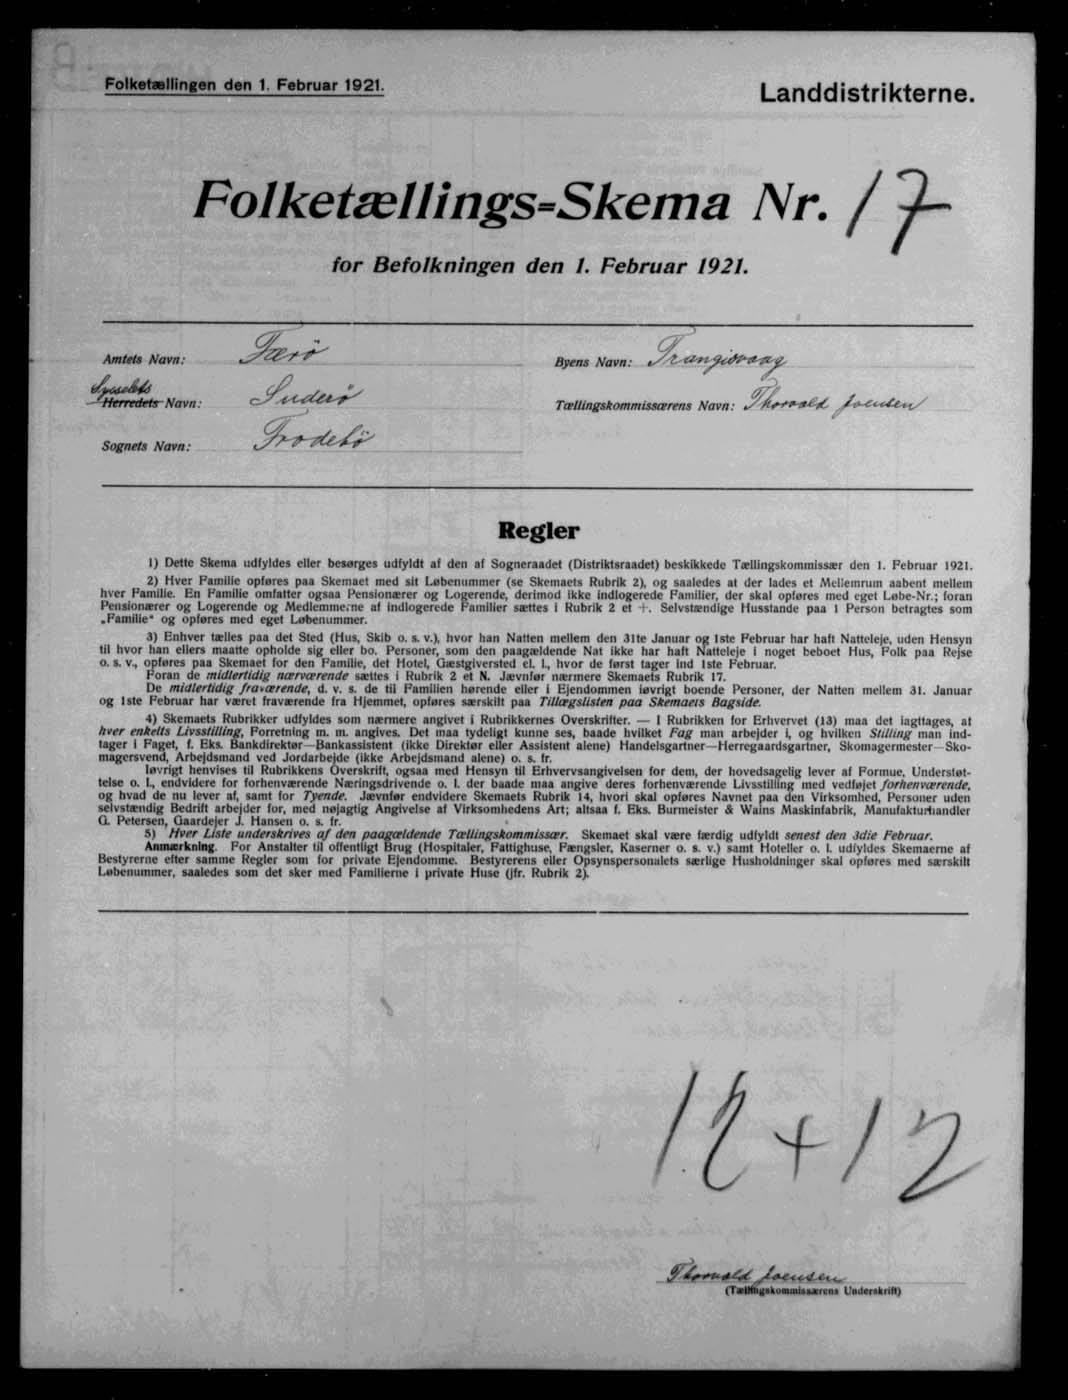 Folketællingen den 1. Februar 1921.
Landdistrikterne.
Folketællings=Skema Nr. 17
for Befolkningen den 1. Februar 1921.
Amtets Navn: Færö
Byens Navn: Trangisvaag
Sysselets
Herredets Navn: Suderö
Tællingskommissærens Navn: Thorvald Joensen
Sognets Navn: Frodebö
Regler
1) Dette Skema udfyldes eller besørges udfyldt af den af Sogneraadet (Distriktsraadet) beskikkede Tællingskommissær den 1. Februar 1921.
2) Hver Familie opføres paa Skemaet med sit Løbenummer (se Skemaets Rubrik 2), og saaledes at der lades et Mellemrum aabent mellem
hver Familie. En Familie omfatter ogsaa Pensionærer og Logerende, derimod ikke indlogerede Familier, der skal opføres med eget Løbe-Nr.; foran
Pensionærer og Logerende og Medlemmerne af indlogerede Familier sættes i Rubrik 2 et +. Selvstændige Husstande paa 1 Person betragtes som
„Familie" og opføres med eget Løbenummer.
3) Enhver tælles paa det Sted (Hus, Skib o. s. v.), hvor han Natten mellem den 31te Januar og 1ste Februar har haft Natteleje, uden Hensyn
til hvor han ellers maatte opholde sig eller bo. Personer, som den paagældende Nat ikke har haft Natteleje i noget beboet Hus, Folk paa Rejse
o. s. v., opføres paa Skemaet for den Familie, det Hotel, Gæstgiversted el. l., hvor de først tager ind 1ste Februar.
Foran de midlertidig nærværende sættes i Rubrik 2 et N. Jævnfør nærmere Skemaets Rubrik 17.
De midlertidig fraværende, d. v. s. de til Familien hørende eller i Ejendommen iøvrigt boende Personer, der Natten mellem 31. Januar
og 1ste Februar har været fraværende fra Hjemmet, opføres særskilt paa Tillægslisten paa Skemaets Bagside.
4) Skemaets Rubrikker udfyldes som nærmere angivet i Rubrikkernes Overskrifter. — I Rubrikken for Erhvervet (13) maa det iagttages, at
hver enkelts Livsstilling, Forretning m. m. angives. Det maa tydeligt kunne ses, baade hvilket Fag man arbejder i, og hvilken Stilling man ind-
tager i Faget, f. Eks. Bankdirektør—Bankassistent (ikke Direktør eller Assistent alene) Handelsgartner—Herregaardsgartner, Skomagermester—Sko-
magersvend, Arbejdsmand ved Jordarbejde (ikke Arbejdsmand alene) o. s. fr.
Iøvrigt henvises til Rubrikkens Overskrift, ogsaa med Hensyn til Erhvervsangivelsen for dem, der hovedsagelig lever af Formue, Understøt-
telse o. l., endvidere for forhenværende Næringsdrivende o. l. der baade maa angive deres forhenværende Livsstilling med vedføjet forhenværende,
og hvad de nu lever af, samt for Tyende. Jævnfør endvidere Skemaets Rubrik 14, hvori skal opføres Navnet paa den Virksomhed, Personer uden
selvstændig Bedrift arbejder for, med nøjagtig Angivelse af Virksomhedens Art; altsaa f. Eks. Burmeister & Wains Maskinfabrik, Manufakturhandler
G. Petersen, Gaardejer J. Hansen o. s. fr.
5) Hver Liste underskrives af den paagældende Tællingskommissær. Skemaet skal være færdig udfyldt senest den 3die Februar.
Anmærkning. For Anstalter til offentligt Brug (Hospitaler, Fattighuse, Fængsler, Kaserner o. s. v.) samt Hoteller o. l. udfyldes Skemaerne af
Bestyrerne efter samme Regler som for private Ejendomme. Bestyrerens eller Opsynspersonalets særlige Husholdninger skal opføres med særskilt
Løbenummer, saaledes som det sker med Familierne i private Huse (jfr. Rubrik 2).
12 + 12
Thorvald Joensen
(Tællingskommissærens Underskrift)